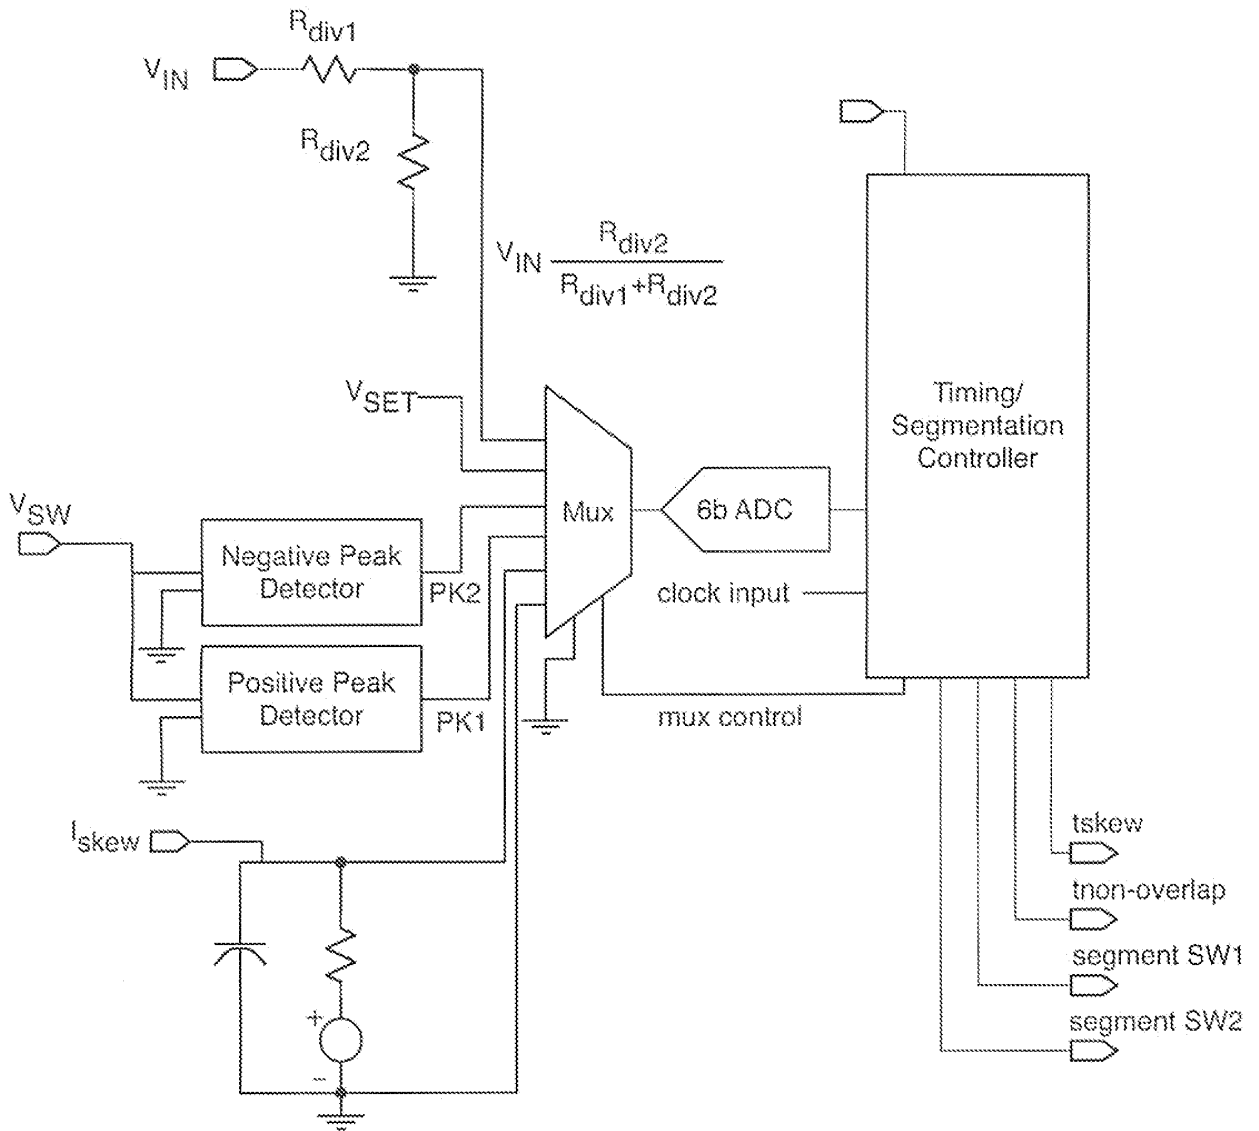 Rdiv1
VIN
Rdiv2
VIN Rdiv2
Rdiv1+Rdiv2
VSET
Timing/
Segmentation
Controller
VSW
Negative Peak
Detector
PK2
Mux
6b ADC
clock input
Positive Peak
Detector
PK1
mux control
Iskew
+
−
tskew
tnon-overlap
segment SW1
segment SW2